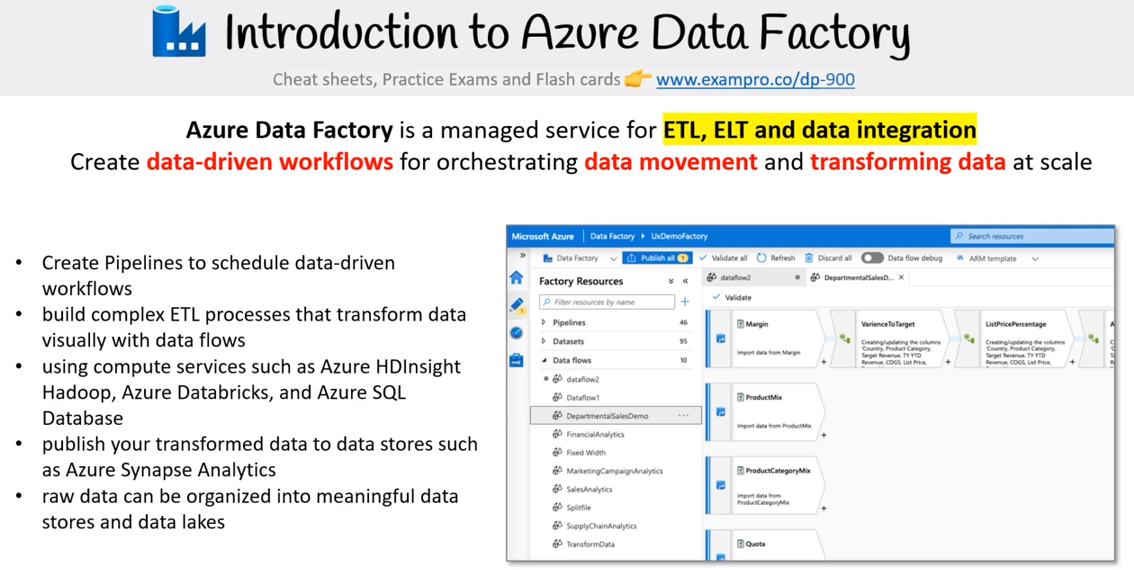 Introduction to Azure Data Factory
Cheat sheets, Practice Exams and Flash cards 👉 www.exampro.co/dp-900
Azure Data Factory is a managed service for ETL, ELT and data integration
Create data-driven workflows for orchestrating data movement and transforming data at scale
• Create Pipelines to schedule data-driven
workflows
• build complex ETL processes that transform data
visually with data flows
• using compute services such as Azure HDInsight
Hadoop, Azure Databricks, and Azure SQL
Database
• publish your transformed data to data stores such
as Azure Synapse Analytics
• raw data can be organized into meaningful data
stores and data lakes
Microsoft Azure | Data Factory ▸ UxDemoFactory
Search resources
» Data Factory Publish all 1 Validate all Refresh Discard all Data flow debug ARM template
Factory Resources
Filter resources by name
Pipelines 46
Datasets 95
Data flows 10
dataflow2
Dataflow1
DepartmentalSalesDemo ...
FinancialAnalytics
Fixed Width
MarketingCampaignAnalytics
SalesAnalytics
Splitfile
SupplyChainAnalytics
TransformData
dataflow2
DepartmentalSalesD... ×
Validate
Margin
Import data from Margin
+
VarienceToTarget
Creating/updating the columns
'Country, Product Category,
Target Revenue, TY YTD
Revenue, COGS, List Price,
+
ListPricePercentage
Creating/updating the columns
'Country, Product Category,
Target Revenue, TY YTD
Revenue, COGS, List Price,
+
ProductMix
Import data from ProductMix
+
ProductCategoryMix
Import data from
ProductCategoryMix
+
Quota